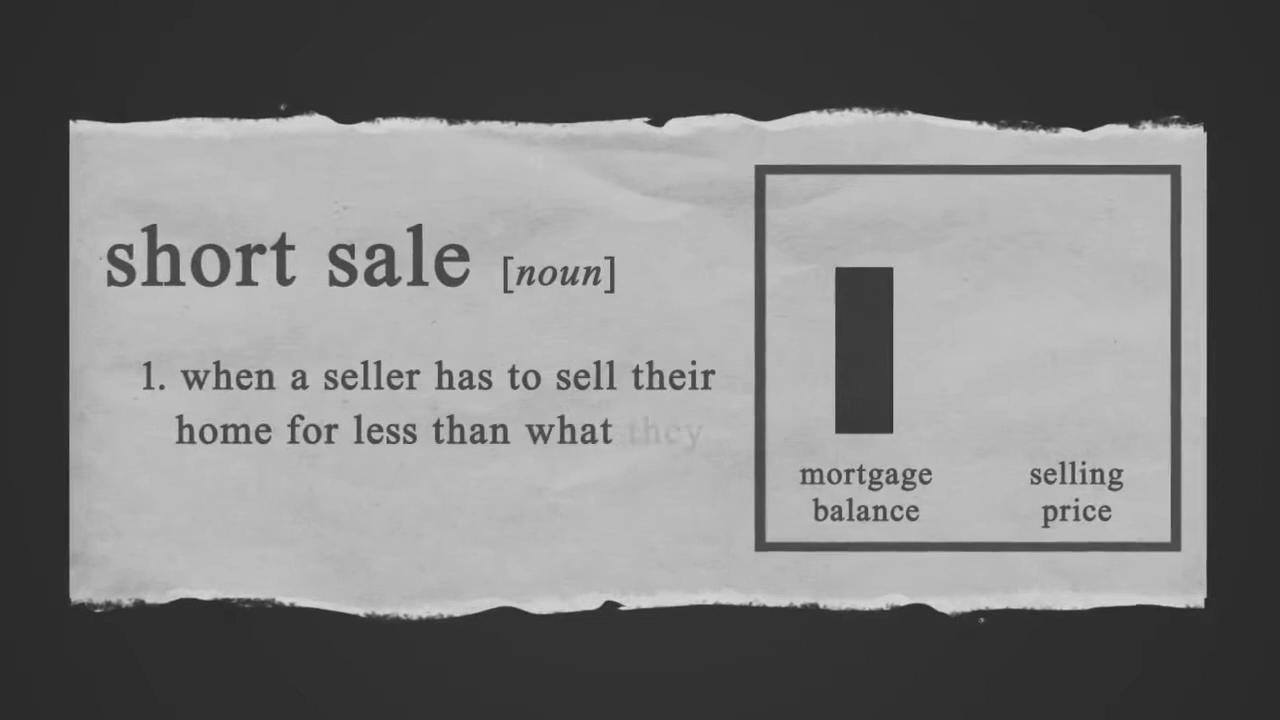 short sale [noun]
1. when a seller has to sell their
home for less than what they
mortgage
balance
selling
price